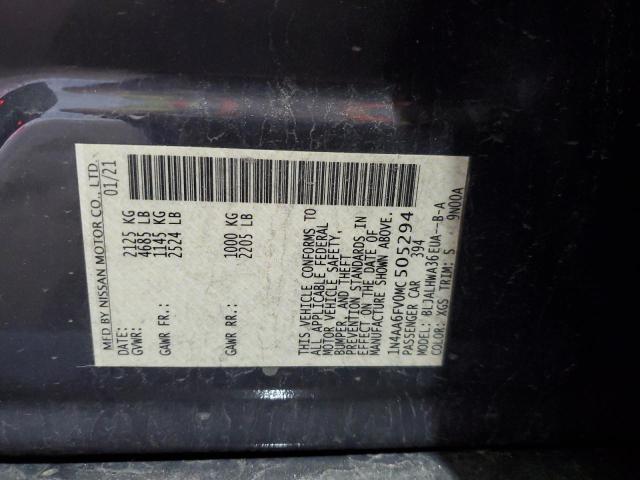 MFD BY NISSAN MOTOR CO., LTD.
01/21
GVWR: 2125 KG
4685 LB
GAWR FR: 1145 KG
2524 LB
GAWR RR: 1000 KG
2205 LB
THIS VEHICLE CONFORMS TO
ALL APPLICABLE FEDERAL
MOTOR VEHICLE SAFETY,
BUMPER, AND THEFT
PREVENTION STANDARDS IN
EFFECT ON THE DATE OF
MANUFACTURE SHOWN ABOVE.
1N4AA6FV0MC505294
PASSENGER CAR 394
MODEL: BLJALHWA36EUA--B-A
COLOR: XGS TRIM: S 9N00A